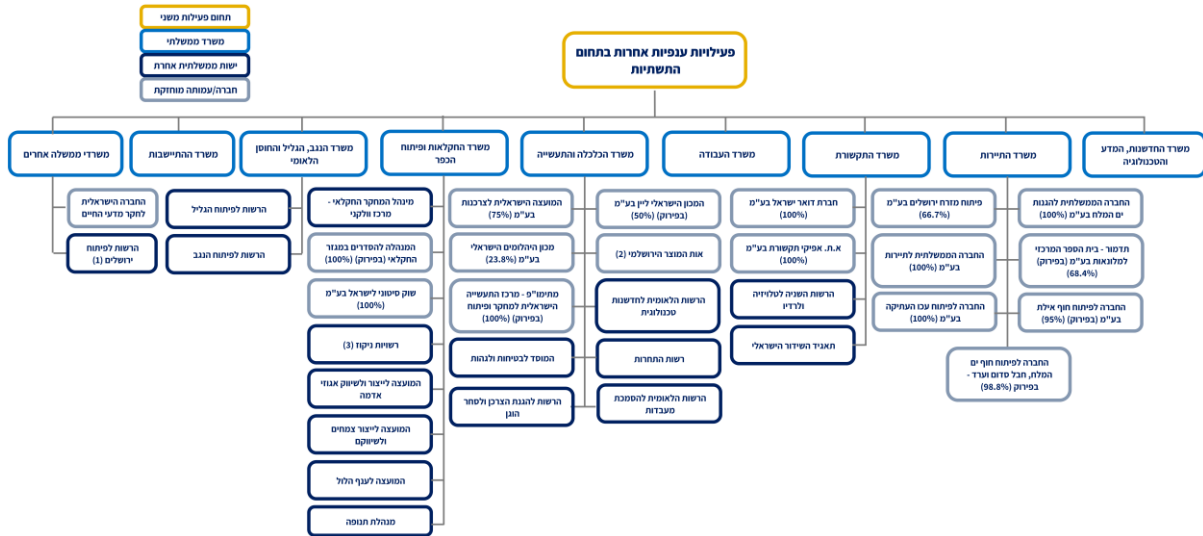 תחום פעילות משני
משרד ממשלתי
ישות ממשלתית אחרת
חברה/עמותה מוחזקת
פעילויות ענפיות אחרות בתחום
התשתיות
משרד החדשנות, המדע
והטכנולוגיה
משרד התיירות
משרד התקשורת
משרד העבודה
משרד הכלכלה והתעשייה
משרד החקלאות ופיתוח
הכפר
משרד הנגב, הגליל והחוסן
הלאומי
משרד ההתיישבות
משרדי ממשלה אחרים
החברה הממשלתית להגנות
ים המלח בע"מ (100%)
תדמור - בית הספר המרכזי
למלונאות בע"מ (בפירוק)
(68.4%)
החברה לפיתוח חוף אילת
בע"מ (בפירוק) (95%)
פיתוח מזרח ירושלים בע"מ
(66.7%)
החברה הממשלתית לתיירות
בע"מ (100%)
החברה לפיתוח עכו העתיקה
בע"מ (100%)
החברה לפיתוח חוף ים
המלח, חבל סדום וערד -
בפירוק (98.8%)
חברת דואר ישראל בע"מ
(100%)
א.ת. אפיקי תקשורת בע"מ
(100%)
הרשות השניה לטלויזיה
ולרדיו
תאגיד השידור הישראלי
המכון הישראלי ליין בע"מ
(בפירוק) (50%)
אות המוצר הירושלמי (2)
הרשות הלאומית לחדשנות
טכנולוגית
רשות התחרות
הרשות הלאומית להסמכת
מעבדות
המועצה הישראלית לצרכנות
בע"מ (75%)
מכון היהלומים הישראלי
בע"מ (23.8%)
מתימו"פ - מרכז התעשייה
הישראלית למחקר ופיתוח
(בפירוק) (100%)
המוסד לבטיחות ולגהות
הרשות להגנת הצרכן ולסחר
הוגן
מינהל המחקר החקלאי -
מרכז וולקני
המנהלה להסדרים במגזר
החקלאי (בפירוק) (100%)
שוק סיטוני לישראל בע"מ
(100%)
רשויות ניקוז (3)
המועצה לייצור ולשיווק אגוזי
אדמה
המועצה לייצור צמחים
ולשיווקם
המועצה לענף הלול
מנהלת תנופה
הרשות לפיתוח הגליל
הרשות לפיתוח הנגב
החברה הישראלית
לחקר מדעי החיים
הרשות לפיתוח
ירושלים (1)